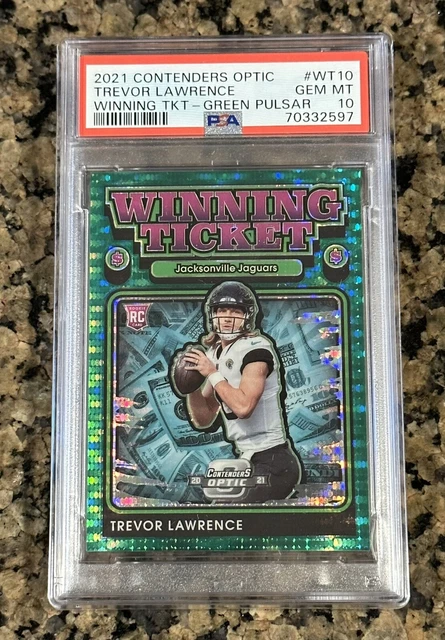 2021 CONTENDERS OPTIC #WT10
TREVOR LAWRENCE GEM MT
WINNING TKT-GREEN PULSAR 10
PSA 70332597
WINNING
TICKET
$ $
Jacksonville Jaguars
RC
CONTENDERS
20 OPTIC 21
TREVOR LAWRENCE